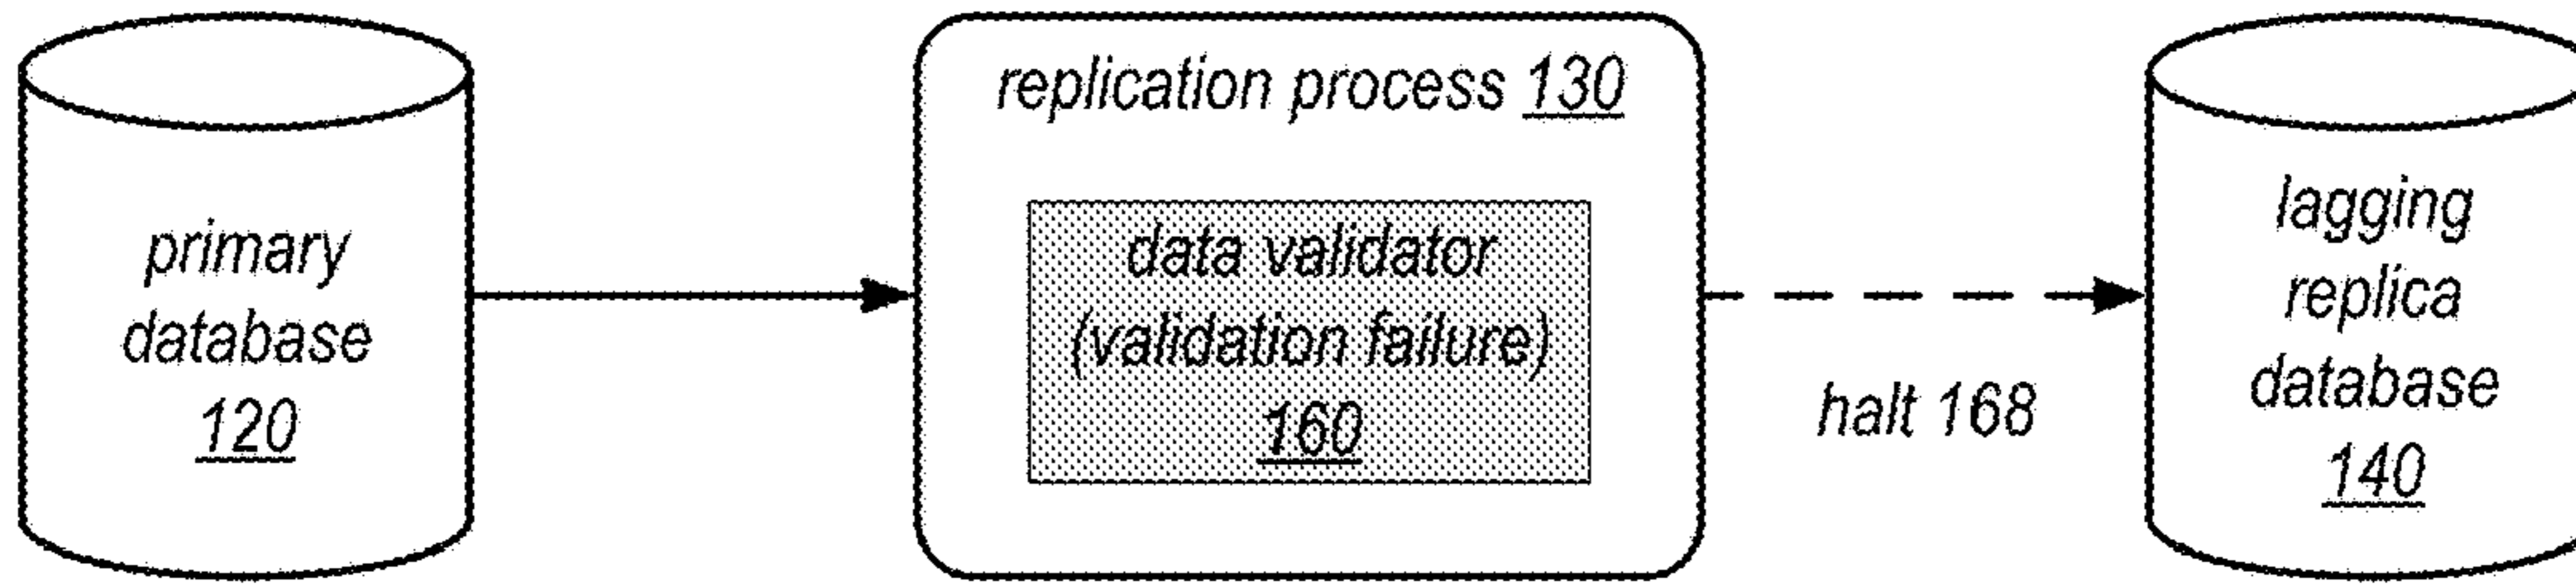 primary
database
120
replication process 130
data validator
(validation failure)
160
halt 168
lagging
replica
database
140